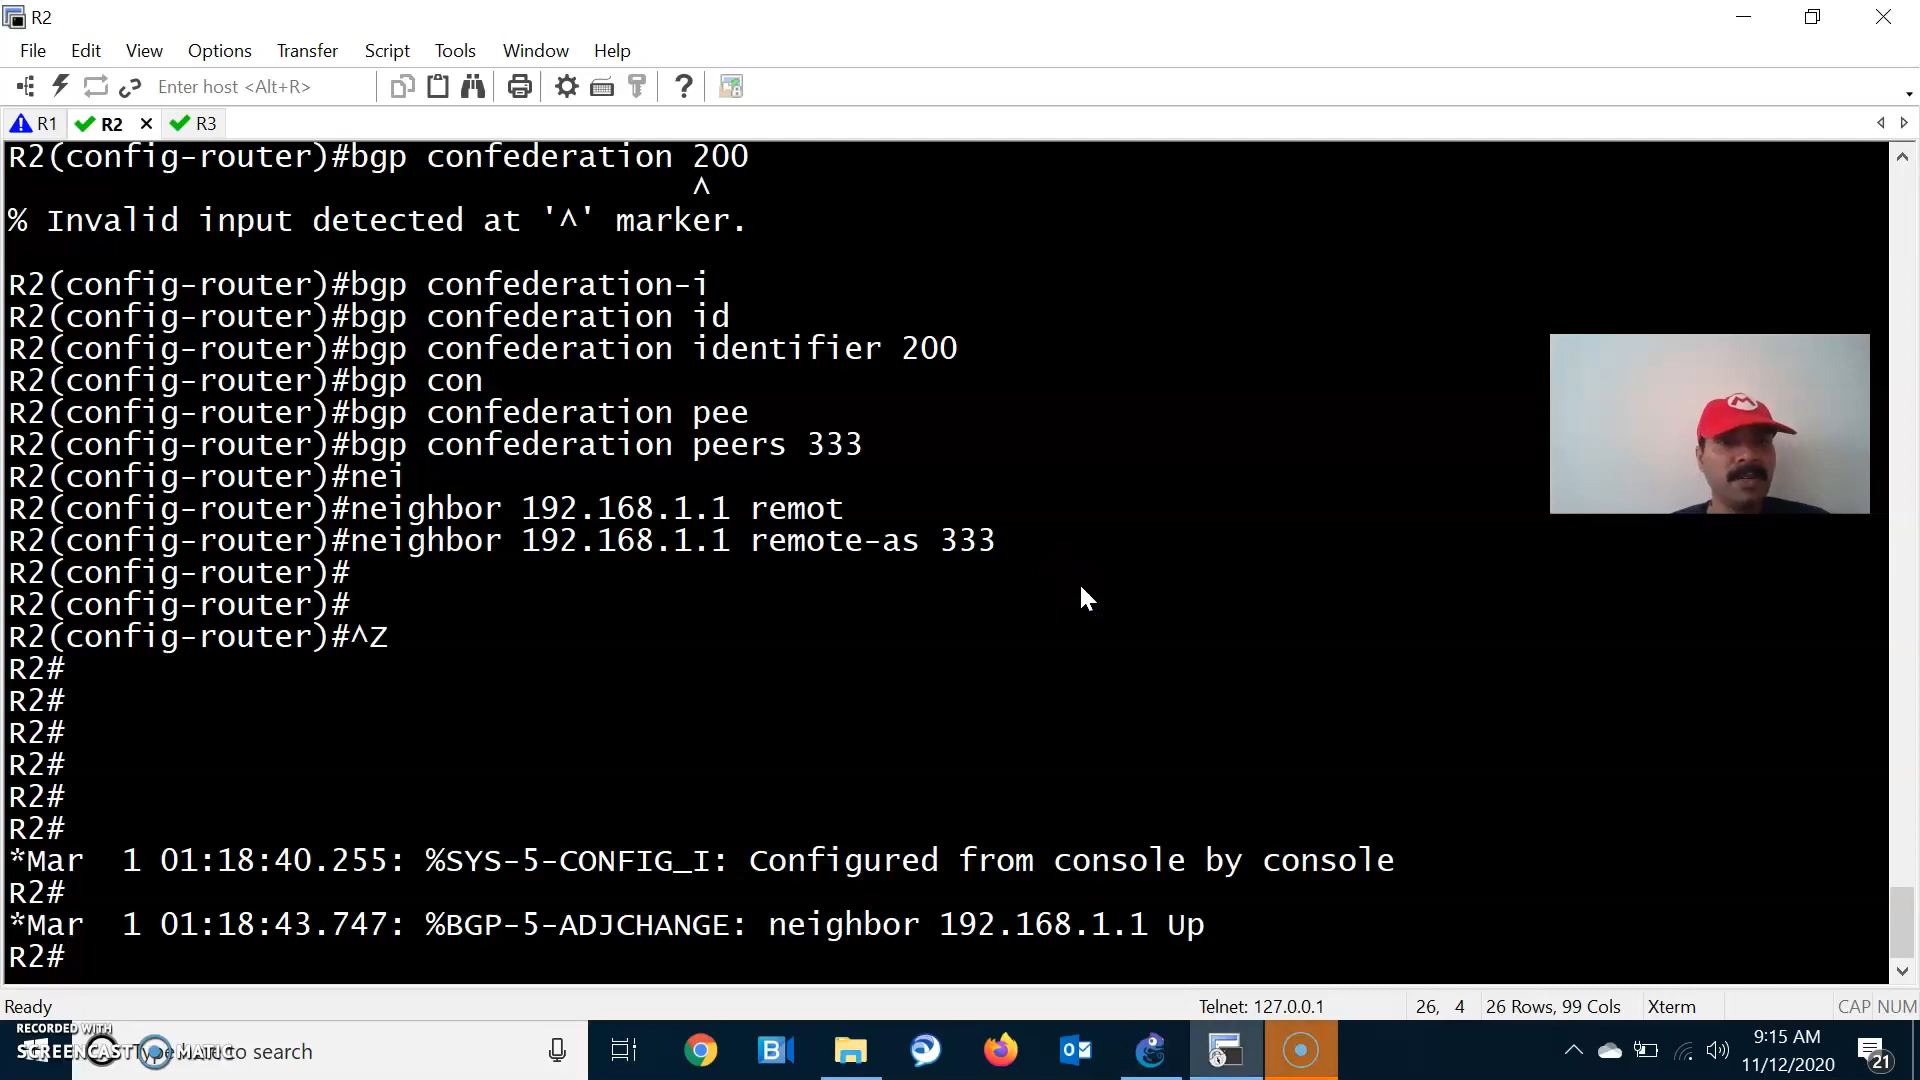 R2
File Edit View Options Transfer Script Tools Window Help
Enter host <Alt+R>
R1 R2 R3
R2(config-router)#bgp confederation 200
^
% Invalid input detected at '^' marker.
R2(config-router)#bgp confederation-i
R2(config-router)#bgp confederation id
R2(config-router)#bgp confederation identifier 200
R2(config-router)#bgp con
R2(config-router)#bgp confederation pee
R2(config-router)#bgp confederation peers 333
R2(config-router)#nei
R2(config-router)#neighbor 192.168.1.1 remot
R2(config-router)#neighbor 192.168.1.1 remote-as 333
R2(config-router)#
R2(config-router)#
R2(config-router)#^Z
R2#
R2#
R2#
R2#
R2#
R2#
*Mar  1 01:18:40.255: %SYS-5-CONFIG_I: Configured from console by console
R2#
*Mar  1 01:18:43.747: %BGP-5-ADJCHANGE: neighbor 192.168.1.1 Up
R2#
M
Ready Telnet: 127.0.0.1 26, 4 26 Rows, 99 Cols Xterm CAP NUM
RECORDED WITH
SCREENCAST MATIC
to search
9:15 AM
11/12/2020
21